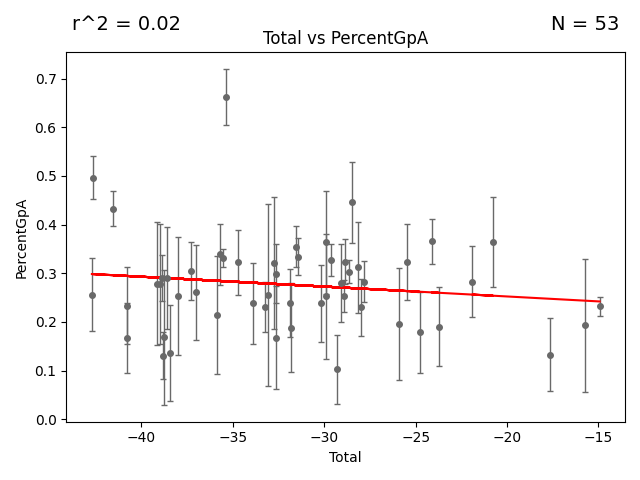 r^2 = 0.02
N = 53
Total vs PercentGpA
PercentGpA
0.7
0.6
0.5
0.4
0.3
0.2
0.1
0.0
−40
−35
−30
−25
−20
−15
Total